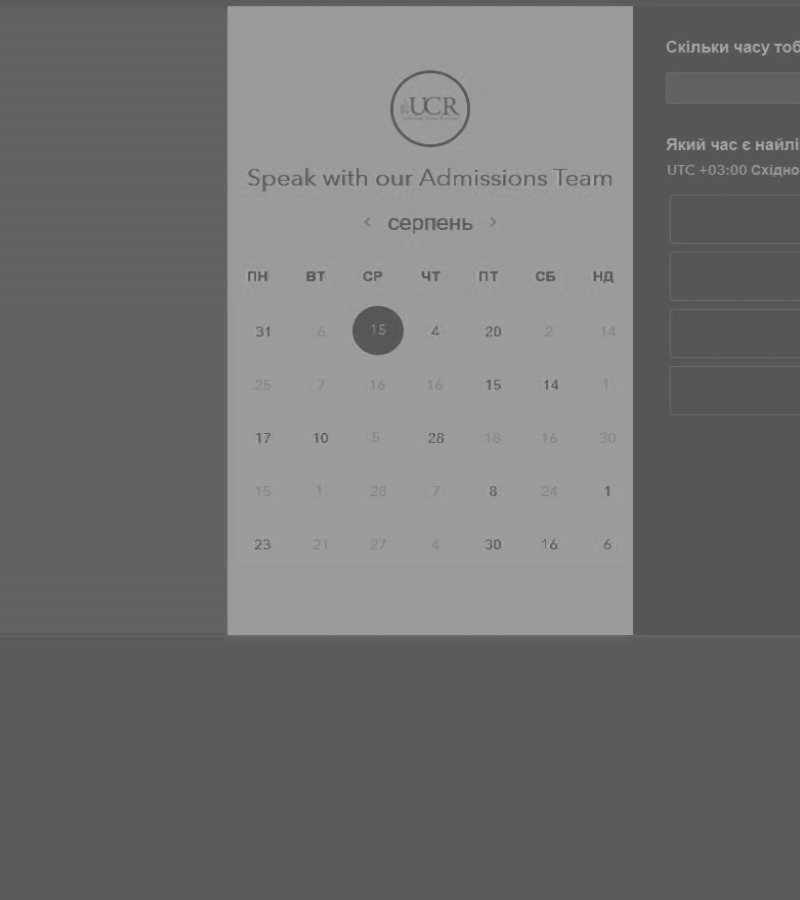 UCR
Speak with our Admissions Team
< серпень >
ПН ВТ СР ЧТ ПТ СБ НД
31 6 15 4 20 2 14
25 7 16 16 15 14 1
17 10 5 28 18 16 30
15 1 28 7 8 24 1
23 21 27 4 30 16 6
Скільки часу тоб
Який час є найлі
UTC +03:00 Східно